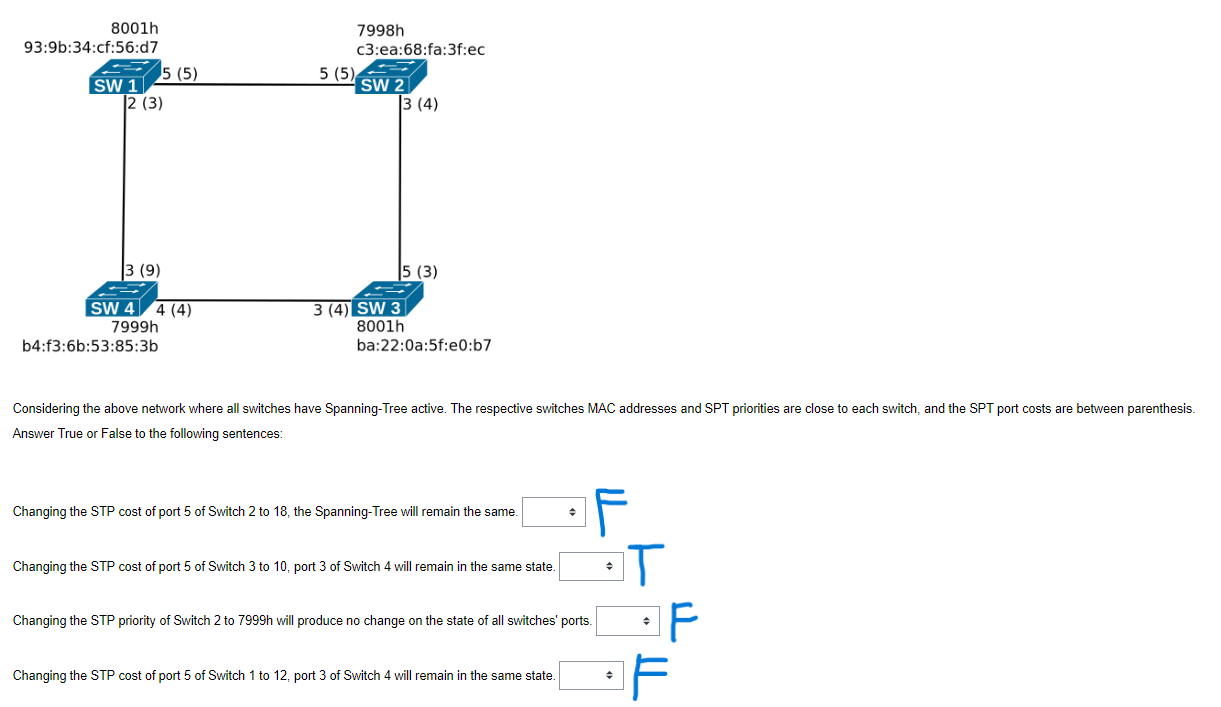 8001h 7998h
93:9b:34:cf:56:d7 c3:ea:68:fa:3f:ec
5 (5) 5 (5)
SW 1 SW 2
2 (3) 3 (4)
3 (9) 5 (3)
SW 4 4 (4) 3 (4) SW 3
7999h 8001h
b4:f3:6b:53:85:3b ba:22:0a:5f:e0:b7
Considering the above network where all switches have Spanning-Tree active. The respective switches MAC addresses and SPT priorities are close to each switch, and the SPT port costs are between parenthesis.
Answer True or False to the following sentences:
Changing the STP cost of port 5 of Switch 2 to 18, the Spanning-Tree will remain the same. F
Changing the STP cost of port 5 of Switch 3 to 10, port 3 of Switch 4 will remain in the same state. T
Changing the STP priority of Switch 2 to 7999h will produce no change on the state of all switches' ports. F
Changing the STP cost of port 5 of Switch 1 to 12, port 3 of Switch 4 will remain in the same state. F